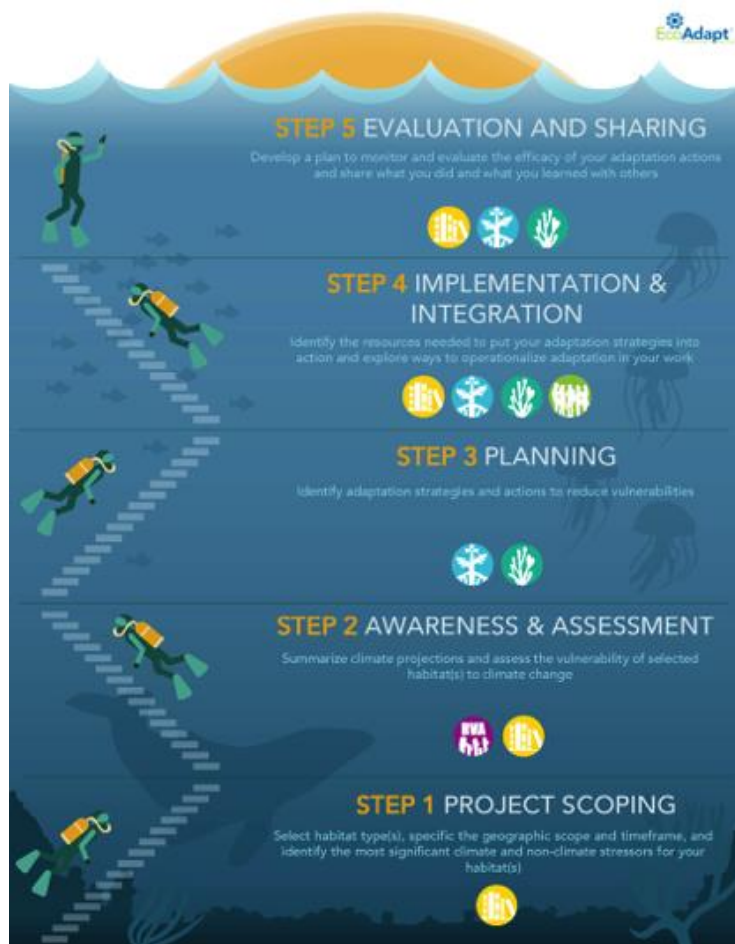 EcoAdapt
STEP 5 EVALUATION AND SHARING
Develop a plan to monitor and evaluate the efficacy of your adaptation actions
and share what you did and what you learned with others
STEP 4 IMPLEMENTATION &
INTEGRATION
Identify the resources needed to put your adaptation strategies into
action and explore ways to operationalize adaptation in your work
STEP 3 PLANNING
Identify adaptation strategies and actions to reduce vulnerabilities
STEP 2 AWARENESS & ASSESSMENT
Summarize climate projections and assess the vulnerability of selected
habitat(s) to climate change
RVA
STEP 1 PROJECT SCOPING
Select habitat type(s), specific the geographic scope and timeframe, and
identify the most significant climate and non-climate stressors for your
habitat(s)